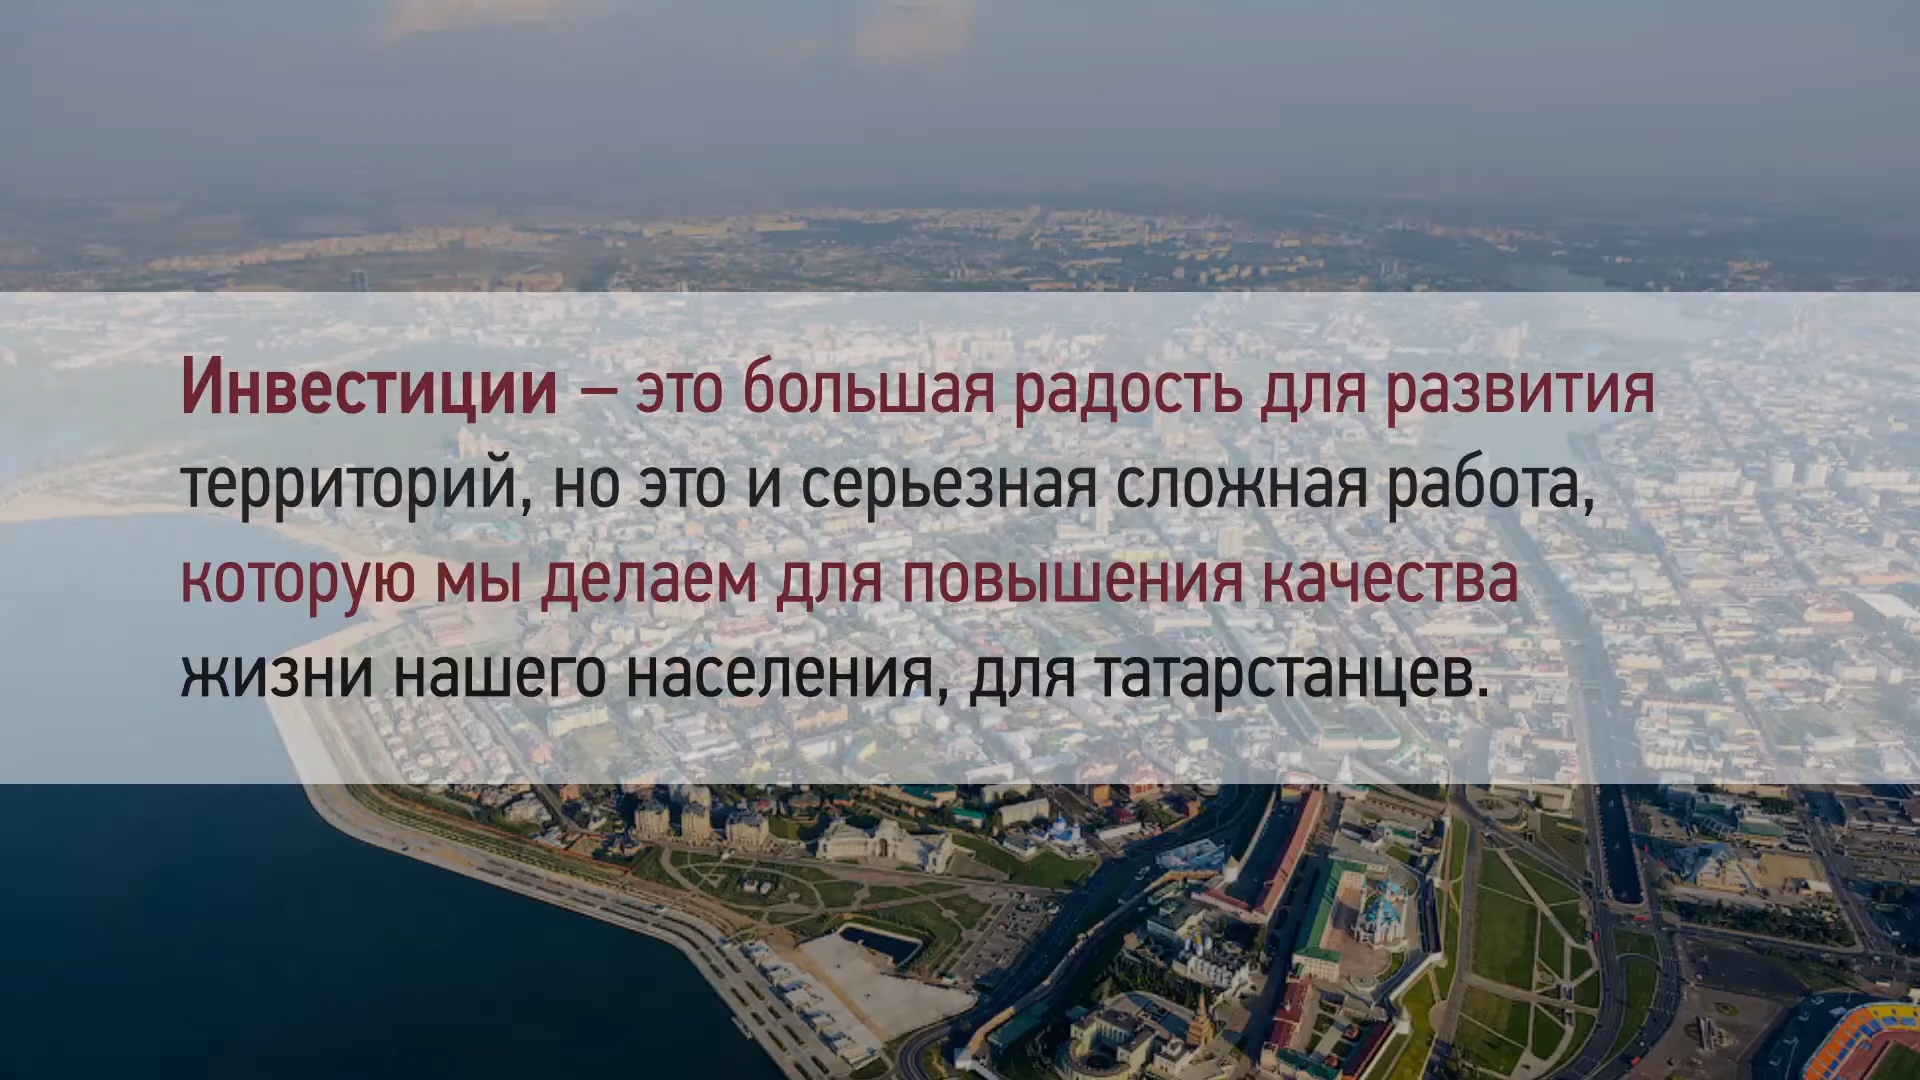 Инвестиции – это большая радость для развития
территорий, но это и серьезная сложная работа,
которую мы делаем для повышения качества
жизни нашего населения, для татарстанцев.